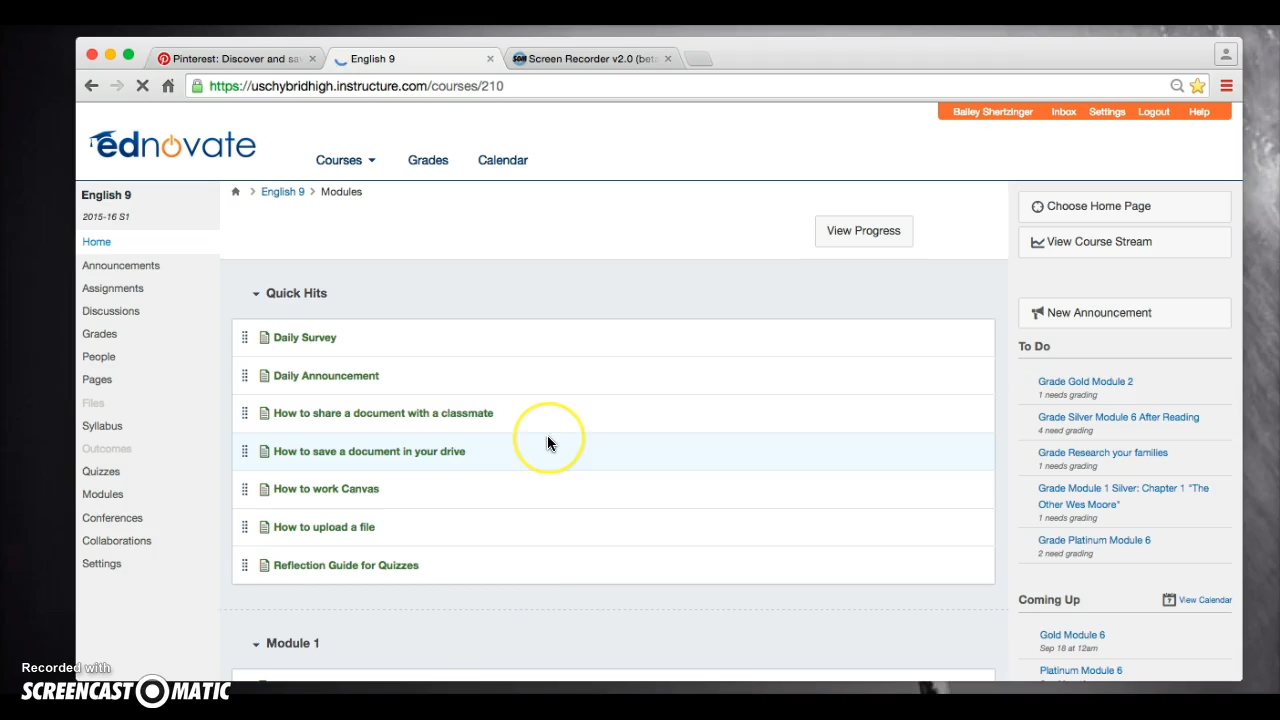 Pinterest: Discover and sa
English 9
SOM Screen Recorder v2.0 (bet
https://uschybridhigh.instructure.com/courses/210
Bailey Shertzinger Inbox Settings Logout Help
ednovate
Courses Grades Calendar
English 9
2015-16 S1
Home
Announcements
Assignments
Discussions
Grades
People
Pages
Files
Syllabus
Outcomes
Quizzes
Modules
Conferences
Collaborations
Settings
English 9 > Modules
View Progress
Quick Hits
Daily Survey
Daily Announcement
How to share a document with a classmate
How to save a document in your drive
How to work Canvas
How to upload a file
Reflection Guide for Quizzes
Module 1
Choose Home Page
View Course Stream
New Announcement
To Do
Grade Gold Module 2
1 needs grading
Grade Silver Module 6 After Reading
4 need grading
Grade Research your families
1 needs grading
Grade Module 1 Silver: Chapter 1 "The
Other Wes Moore"
1 needs grading
Grade Platinum Module 6
2 need grading
Coming Up
View Calendar
Gold Module 6
Sep 18 at 12am
Platinum Module 6
Recorded with
SCREENCAST-O-MATIC